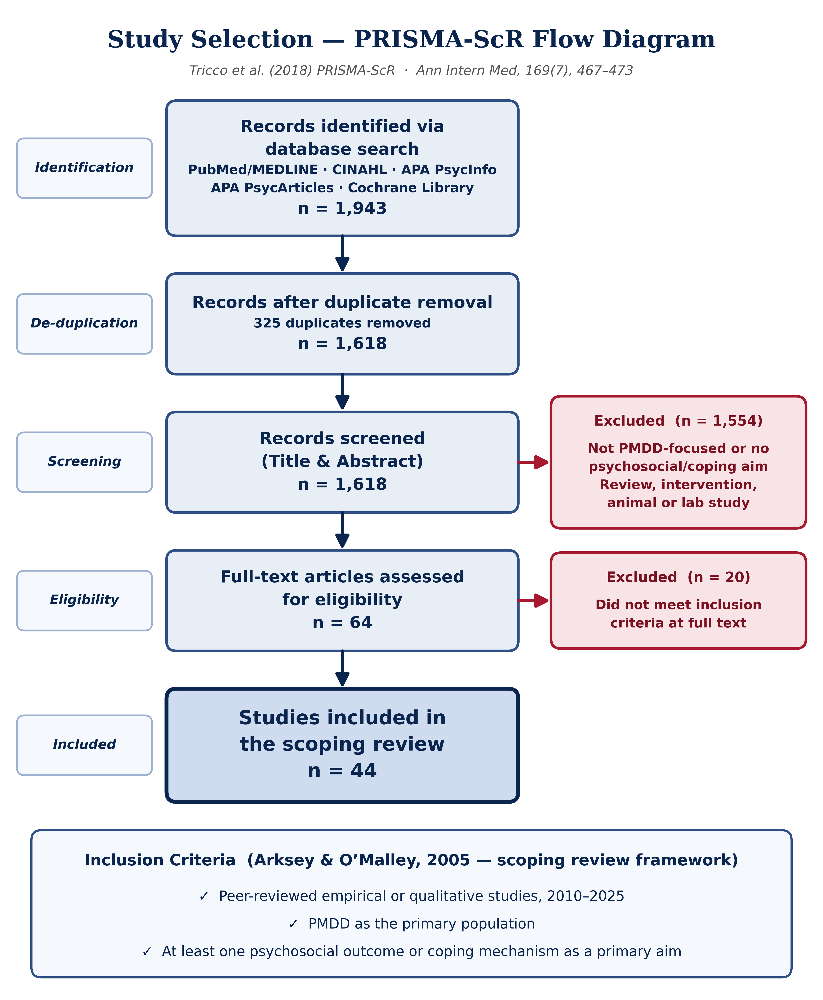 Study Selection — PRISMA-ScR Flow Diagram
Tricco et al. (2018) PRISMA-ScR · Ann Intern Med, 169(7), 467–473
Identification
Records identified via
database search
PubMed/MEDLINE · CINAHL · APA PsycInfo
APA PsycArticles · Cochrane Library
n = 1,943
De-duplication
Records after duplicate removal
325 duplicates removed
n = 1,618
Screening
Records screened
(Title & Abstract)
n = 1,618
Excluded (n = 1,554)
Not PMDD-focused or no
psychosocial/coping aim
Review, intervention,
animal or lab study
Eligibility
Full-text articles assessed
for eligibility
n = 64
Excluded (n = 20)
Did not meet inclusion
criteria at full text
Included
Studies included in
the scoping review
n = 44
Inclusion Criteria (Arksey & O’Malley, 2005 — scoping review framework)
✓ Peer-reviewed empirical or qualitative studies, 2010–2025
✓ PMDD as the primary population
✓ At least one psychosocial outcome or coping mechanism as a primary aim